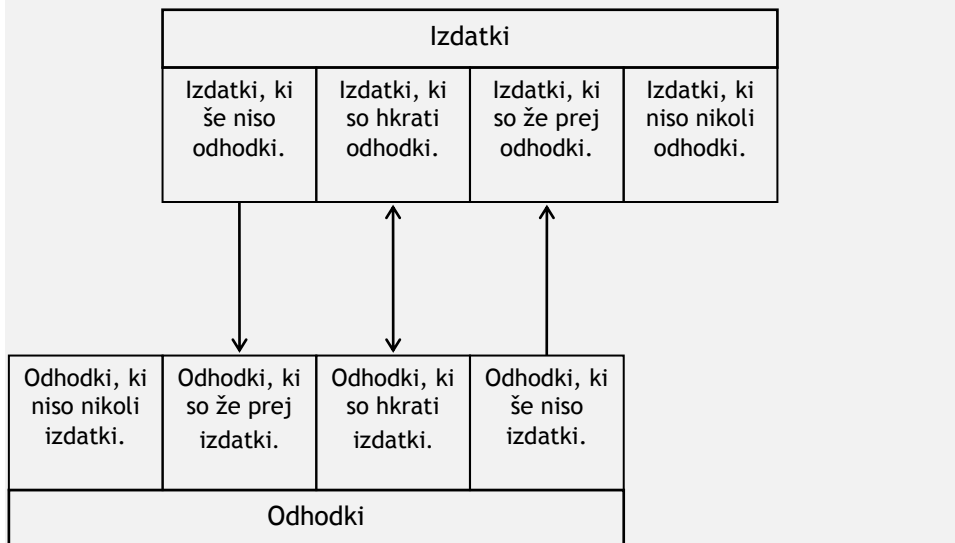 Izdatki
Izdatki, ki
še niso
odhodki.
Izdatki, ki
so hkrati
odhodki.
Izdatki, ki
so že prej
odhodki.
Izdatki, ki
niso nikoli
odhodki.
Odhodki, ki
niso nikoli
izdatki.
Odhodki, ki
so že prej
izdatki.
Odhodki, ki
so hkrati
izdatki.
Odhodki, ki
še niso
izdatki.
Odhodki